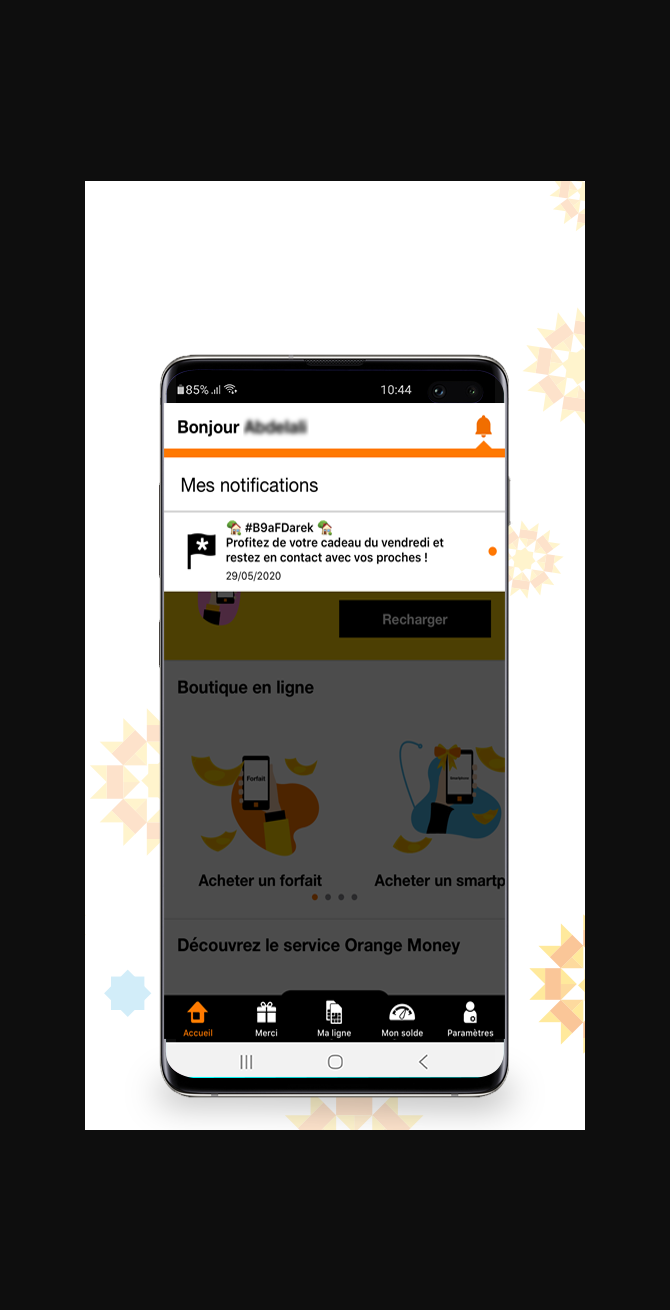 85%
10:44
Bonjour
Mes notifications
🏡 #B9aFDarek 🏡
Profitez de votre cadeau du vendredi et
restez en contact avec vos proches !
29/05/2020
Recharger
Boutique en ligne
Forfait
Smartphone
Acheter un forfait
Acheter un smartp
Découvrez le service Orange Money
Accueil
Merci
Ma ligne
Mon solde
Paramètres